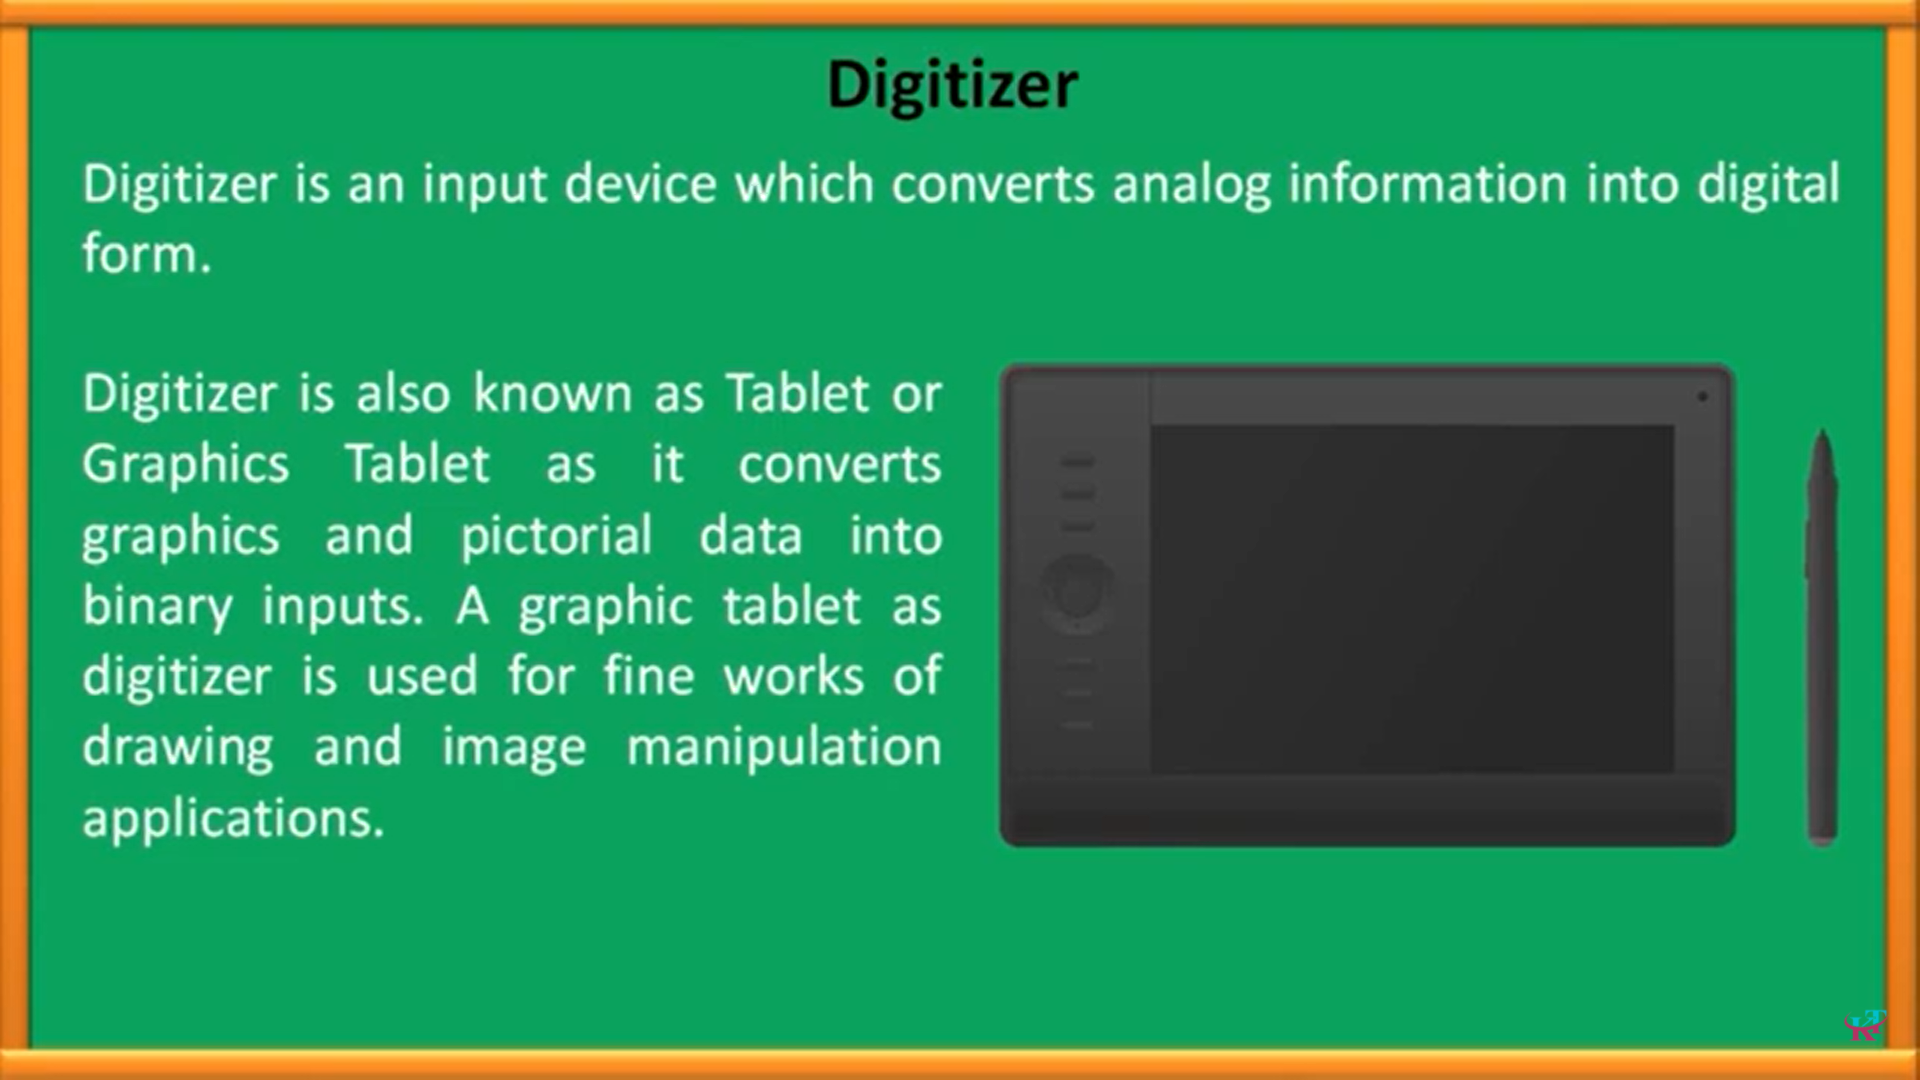 Digitizer
Digitizer is an input device which converts analog information into digital
form.
Digitizer is also known as Tablet or
Graphics Tablet as it converts
graphics and pictorial data into
binary inputs. A graphic tablet as
digitizer is used for fine works of
drawing and image manipulation
applications.